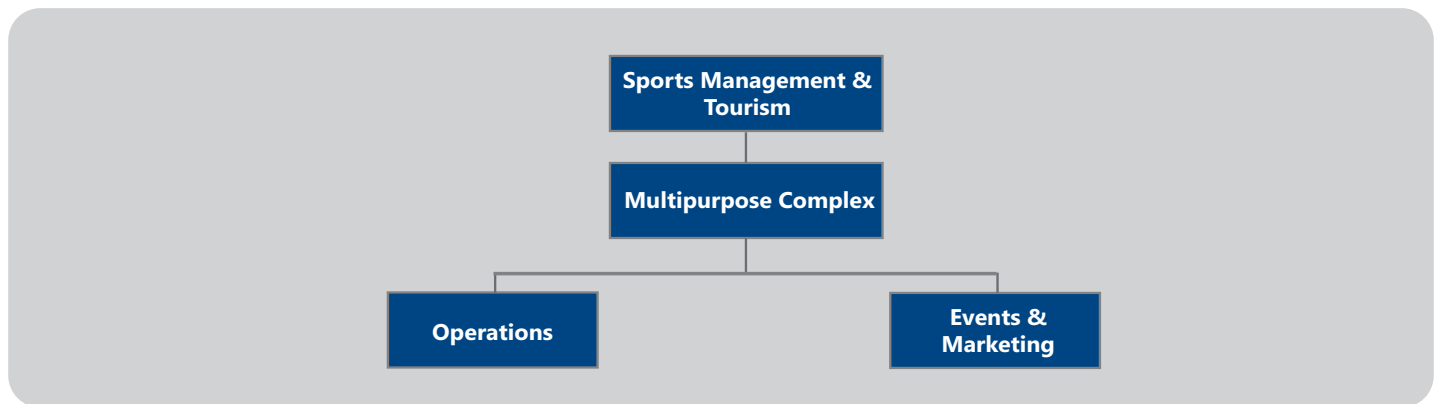 Sports Management &
Tourism
Multipurpose Complex
Operations
Events &
Marketing